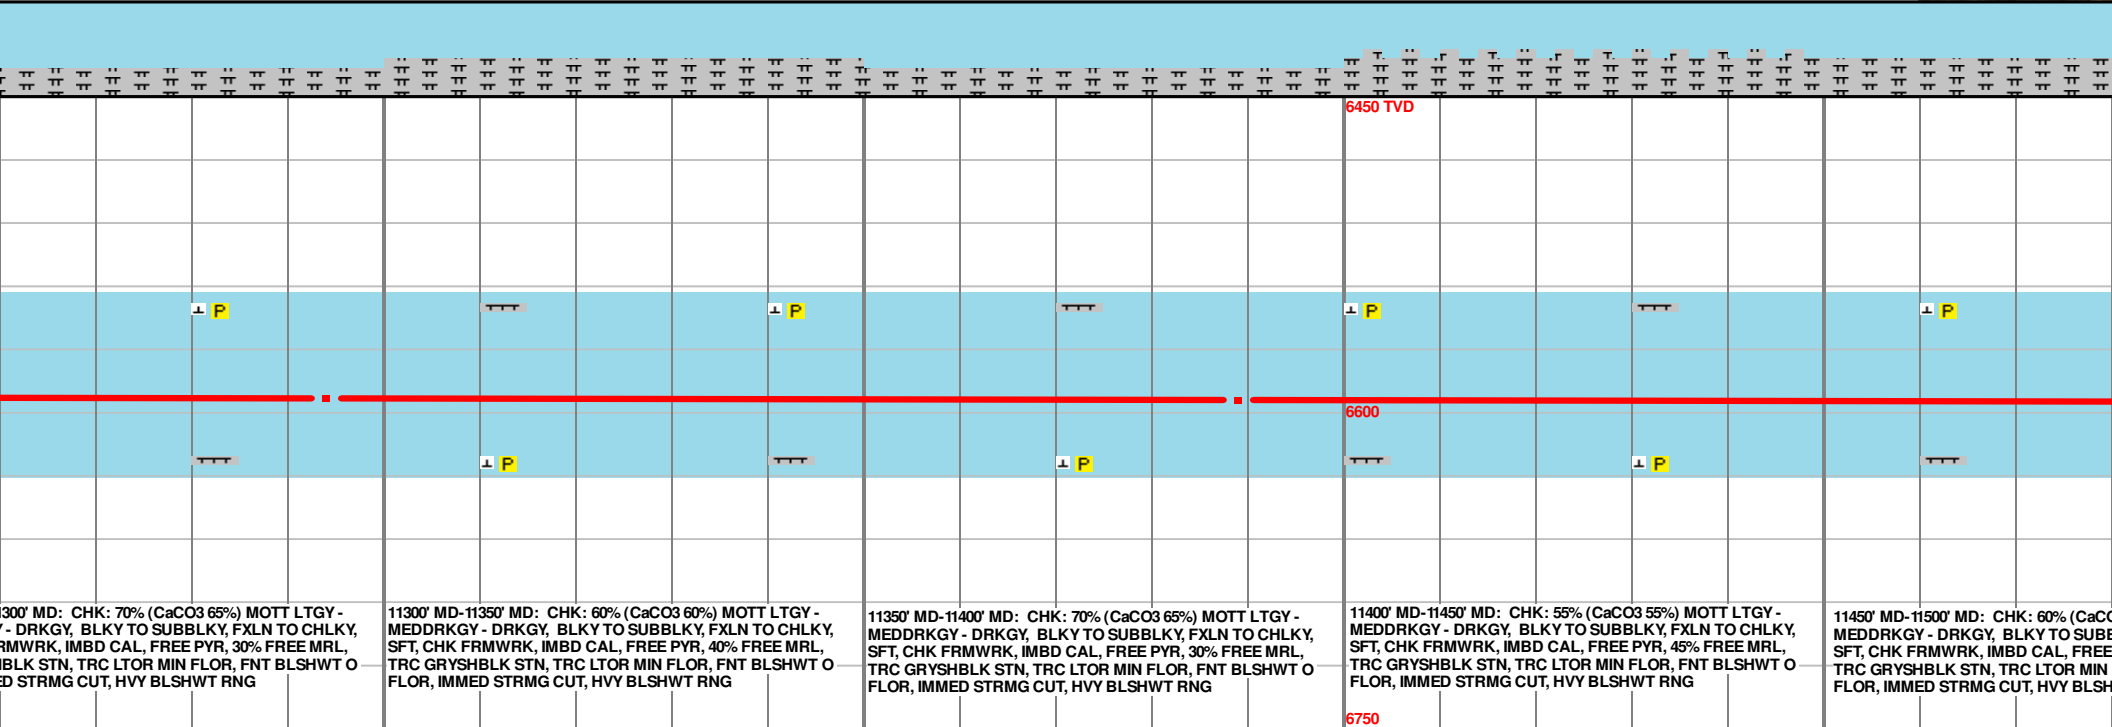 6450 TVD
P
P
P
P
6600
P
P
P
300' MD: CHK: 70% (CaCO3 65%) MOTT LTGY -
- DRKGY, BLKY TO SUBBLKY, FXLN TO CHLKY,
RMWRK, IMBD CAL, FREE PYR, 30% FREE MRL,
BLK STN, TRC LTOR MIN FLOR, FNT BLSHWT O
ED STRMG CUT, HVY BLSHWT RNG
11300' MD-11350' MD: CHK: 60% (CaCO3 60%) MOTT LTGY -
MEDDRKGY - DRKGY, BLKY TO SUBBLKY, FXLN TO CHLKY,
SFT, CHK FRMWRK, IMBD CAL, FREE PYR, 40% FREE MRL,
TRC GRYSHBLK STN, TRC LTOR MIN FLOR, FNT BLSHWT O
FLOR, IMMED STRMG CUT, HVY BLSHWT RNG
11350' MD-11400' MD: CHK: 70% (CaCO3 65%) MOTT LTGY -
MEDDRKGY - DRKGY, BLKY TO SUBBLKY, FXLN TO CHLKY,
SFT, CHK FRMWRK, IMBD CAL, FREE PYR, 30% FREE MRL,
TRC GRYSHBLK STN, TRC LTOR MIN FLOR, FNT BLSHWT O
FLOR, IMMED STRMG CUT, HVY BLSHWT RNG
11400' MD-11450' MD: CHK: 55% (CaCO3 55%) MOTT LTGY -
MEDDRKGY - DRKGY, BLKY TO SUBBLKY, FXLN TO CHLKY,
SFT, CHK FRMWRK, IMBD CAL, FREE PYR, 45% FREE MRL,
TRC GRYSHBLK STN, TRC LTOR MIN FLOR, FNT BLSHWT O
FLOR, IMMED STRMG CUT, HVY BLSHWT RNG
11450' MD-11500' MD: CHK: 60% (CaCO
MEDDRKGY - DRKGY, BLKY TO SUBB
SFT, CHK FRMWRK, IMBD CAL, FREE
TRC GRYSHBLK STN, TRC LTOR MIN
FLOR, IMMED STRMG CUT, HVY BLSH
6750